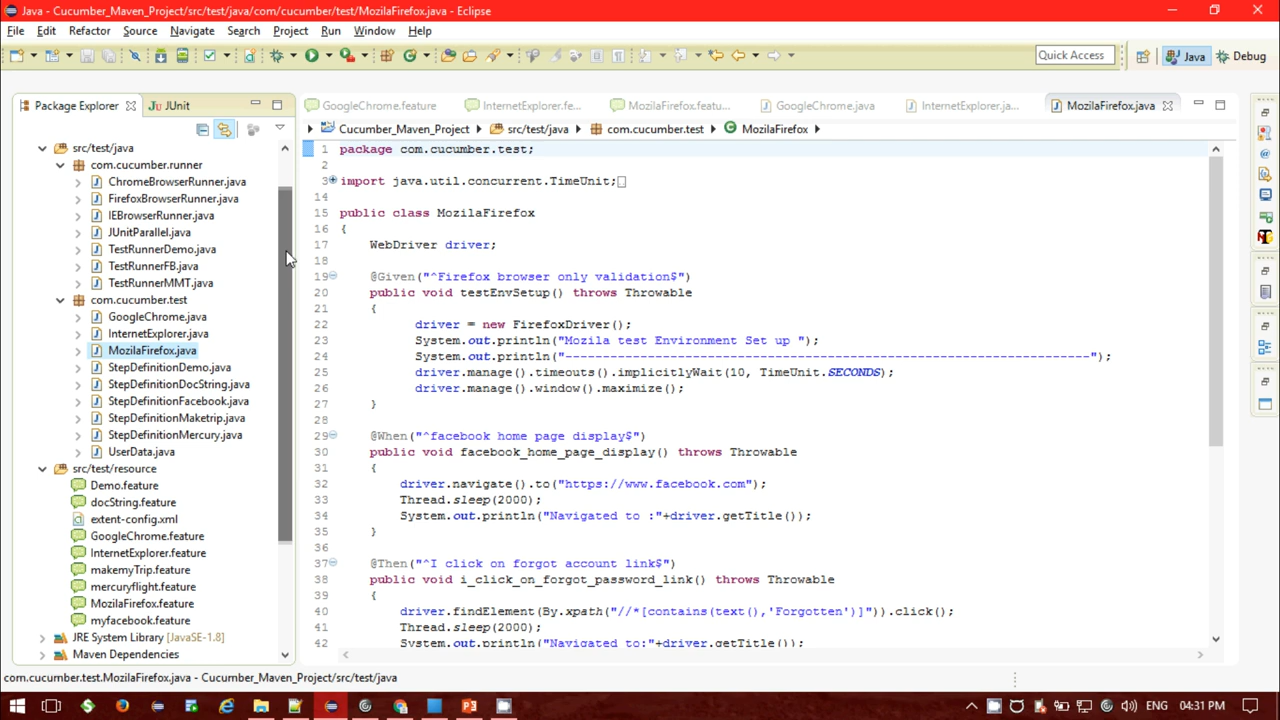 Java - Cucumber_Maven_Project/src/test/java/com/cucumber/test/MozilaFirefox.java - Eclipse
File Edit Refactor Source Navigate Search Project Run Window Help
Quick Access Java Debug
Package Explorer JUnit
GoogleChrome.feature InternetExplorer.fe... MozilaFirefox.featu... GoogleChrome.java InternetExplorer.ja... MozilaFirefox.java
Cucumber_Maven_Project src/test/java com.cucumber.test MozilaFirefox
src/test/java
com.cucumber.runner
ChromeBrowserRunner.java
FirefoxBrowserRunner.java
IEBrowserRunner.java
JUnitParallel.java
TestRunnerDemo.java
TestRunnerFB.java
TestRunnerMMT.java
com.cucumber.test
GoogleChrome.java
InternetExplorer.java
MozilaFirefox.java
StepDefinitionDemo.java
StepDefinitionDocString.java
StepDefinitionFacebook.java
StepDefinitionMaketrip.java
StepDefinitionMercury.java
UserData.java
src/test/resource
Demo.feature
docString.feature
extent-config.xml
GoogleChrome.feature
InternetExplorer.feature
makemyTrip.feature
mercuryflight.feature
MozilaFirefox.feature
myfacebook.feature
JRE System Library [JavaSE-1.8]
Maven Dependencies
1 package com.cucumber.test;
2
3 import java.util.concurrent.TimeUnit;
14
15 public class MozilaFirefox
16 {
17 WebDriver driver;
18
19 @Given("^Firefox browser only validation$")
20 public void testEnvSetup() throws Throwable
21 {
22 driver = new FirefoxDriver();
23 System.out.println("Mozila test Environment Set up ");
24 System.out.println("----------------------------------------------------------------------");
25 driver.manage().timeouts().implicitlyWait(10, TimeUnit.SECONDS);
26 driver.manage().window().maximize();
27 }
28
29 @When("^facebook home page display$")
30 public void facebook_home_page_display() throws Throwable
31 {
32 driver.navigate().to("https://www.facebook.com");
33 Thread.sleep(2000);
34 System.out.println("Navigated to :"+driver.getTitle());
35 }
36
37 @Then("^I click on forgot account link$")
38 public void i_click_on_forgot_password_link() throws Throwable
39 {
40 driver.findElement(By.xpath("//*[contains(text(),'Forgotten')]")).click();
41 Thread.sleep(2000);
42 System.out.println("Navigated to:"+driver.getTitle());
com.cucumber.test.MozilaFirefox.java - Cucumber_Maven_Project/src/test/java
ENG 04:31 PM